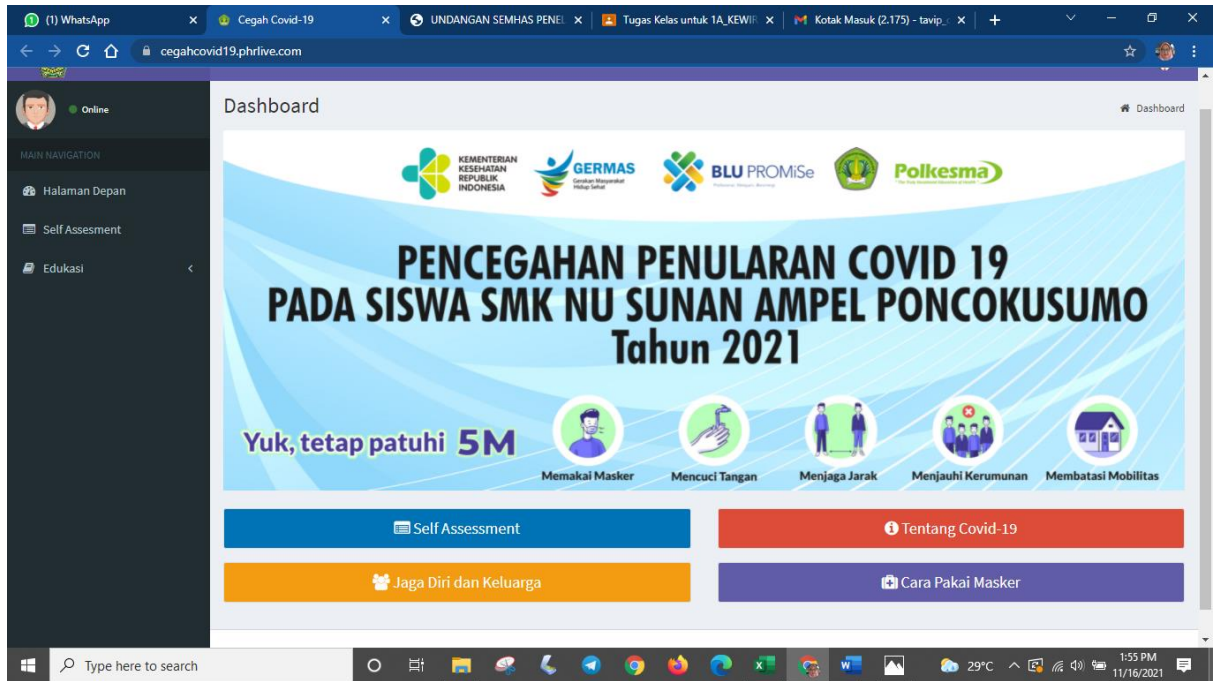 (1) WhatsApp
Cegah Covid-19
UNDANGAN SEMHAS PENEL
Tugas Kelas untuk 1A_KEWIR
Kotak Masuk (2.175) - tavip_
cegahcovid19.phrlive.com
Online
Dashboard
Dashboard
MAIN NAVIGATION
Halaman Depan
Self Assesment
Edukasi
KEMENTERIAN
KESEHATAN
REPUBLIK
INDONESIA
GERMAS
Gerakan Masyarakat
Hidup Sehat
BLU PROMiSe
Polkesma
PENCEGAHAN PENULARAN COVID 19
PADA SISWA SMK NU SUNAN AMPEL PONCOKUSUMO
Tahun 2021
Yuk, tetap patuhi 5M
Memakai Masker
Mencuci Tangan
Menjaga Jarak
Menjauhi Kerumunan
Membatasi Mobilitas
Self Assessment
Tentang Covid-19
Jaga Diri dan Keluarga
Cara Pakai Masker
Type here to search
29°C
1:55 PM
11/16/2021